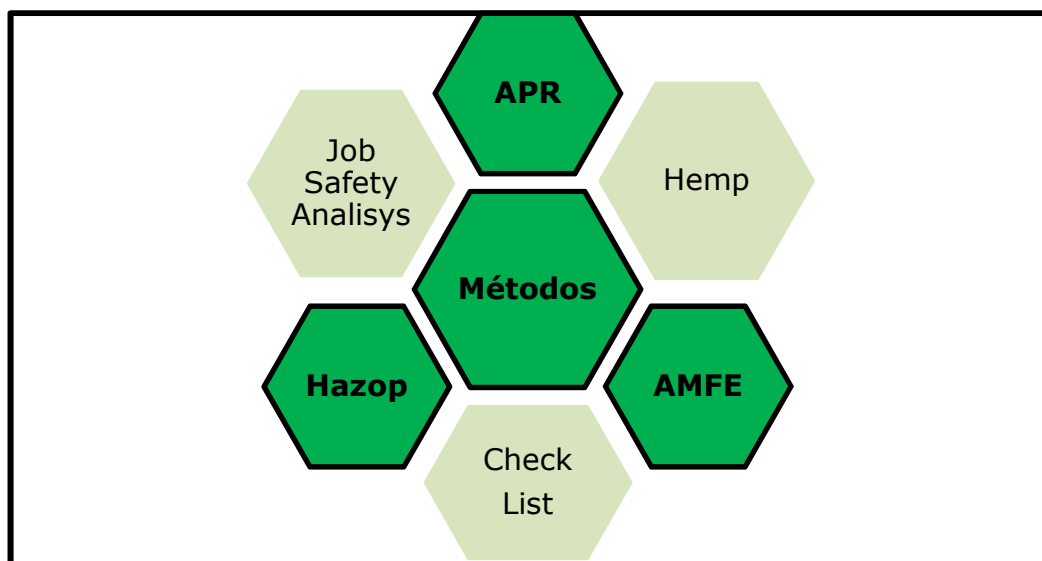 APR
Job
Safety
Analisys
Hemp
Métodos
Hazop
AMFE
Check
List